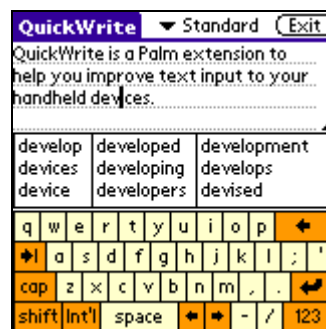 QuickWrite Standard Exit
QuickWrite is a Palm extension to
help you improve text input to your
handheld devices.
develop developed development
devices developing develops
device developers devised
q w e r t y u i o p
a s d f g h j k l ; '
cap z x c v b n m , .
shift Int'l space - / 123